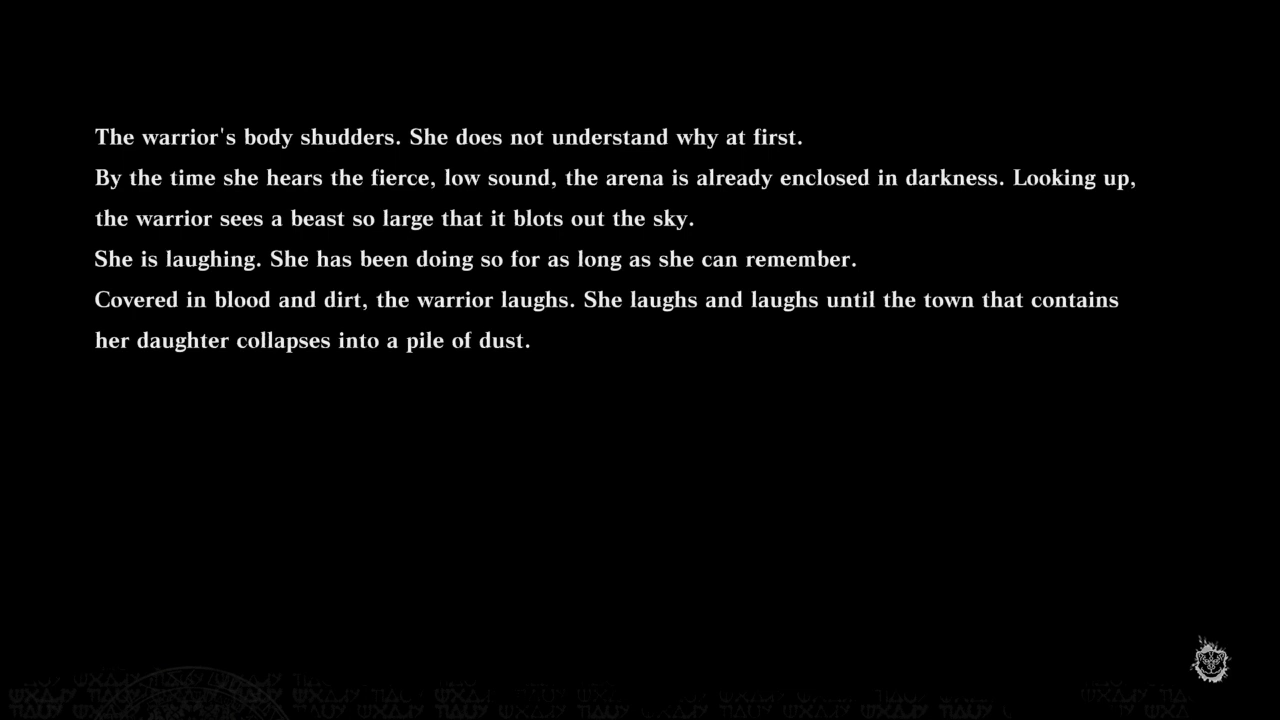 The warrior's body shudders. She does not understand why at first.
By the time she hears the fierce, low sound, the arena is already enclosed in darkness. Looking up,
the warrior sees a beast so large that it blots out the sky.
She is laughing. She has been doing so for as long as she can remember.
Covered in blood and dirt, the warrior laughs. She laughs and laughs until the town that contains
her daughter collapses into a pile of dust.